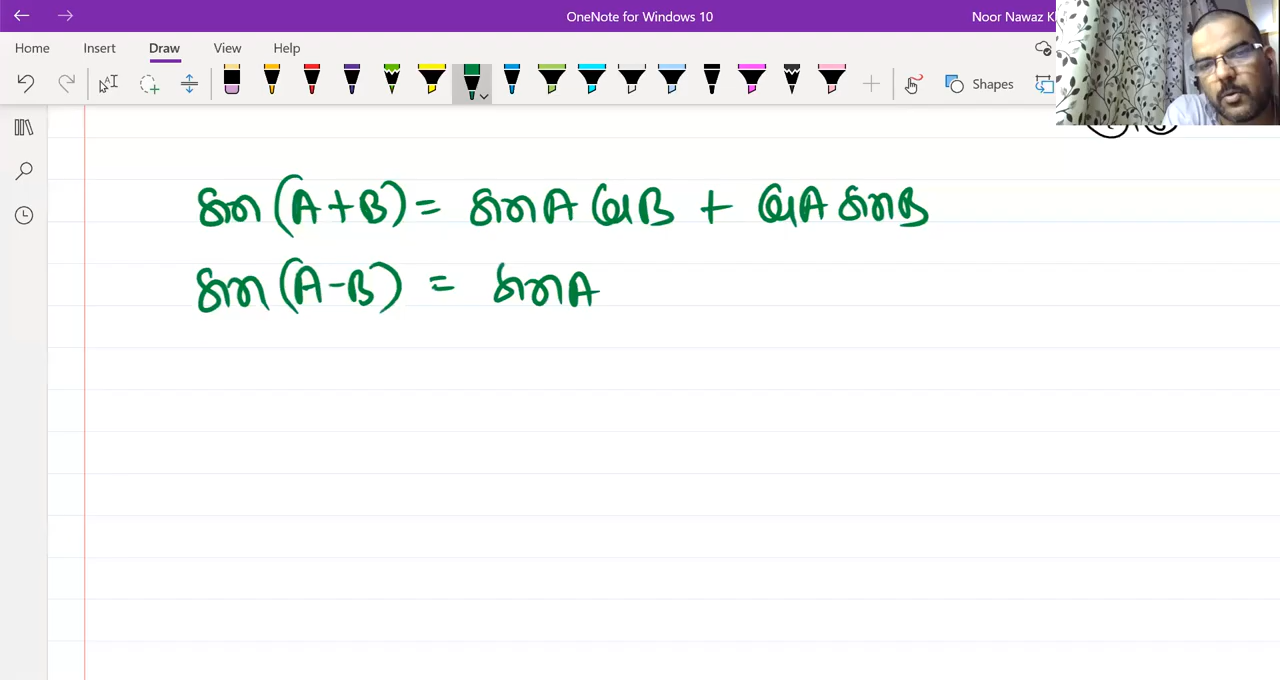 OneNote for Windows 10
Noor Nawaz K
Home Insert Draw View Help
Shapes
sin (A+B) = sinA cosB + cosA sinB
sin (A-B) = sinA